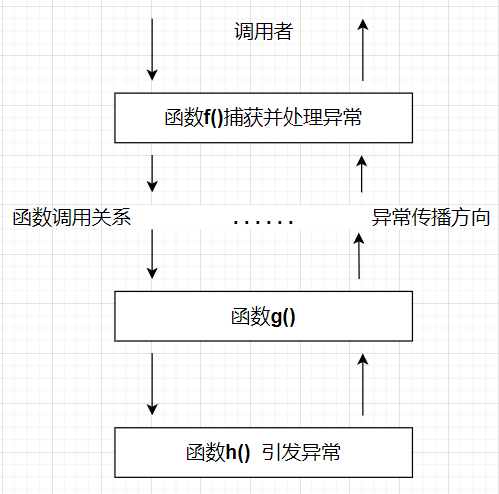 调用者
函数f()捕获并处理异常
函数调用关系 ...... 异常传播方向
函数g()
函数h() 引发异常